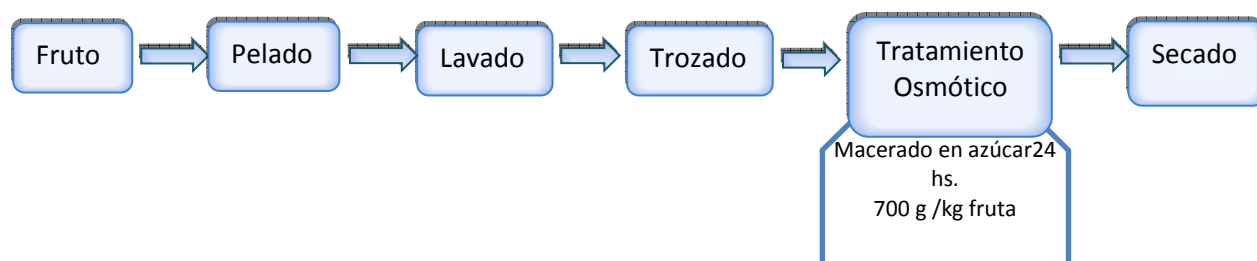 Fruto
Pelado
Lavado
Trozado
Tratamiento
Osmótico
Secado
Macerado en azúcar24
hs.
700 g /kg fruta